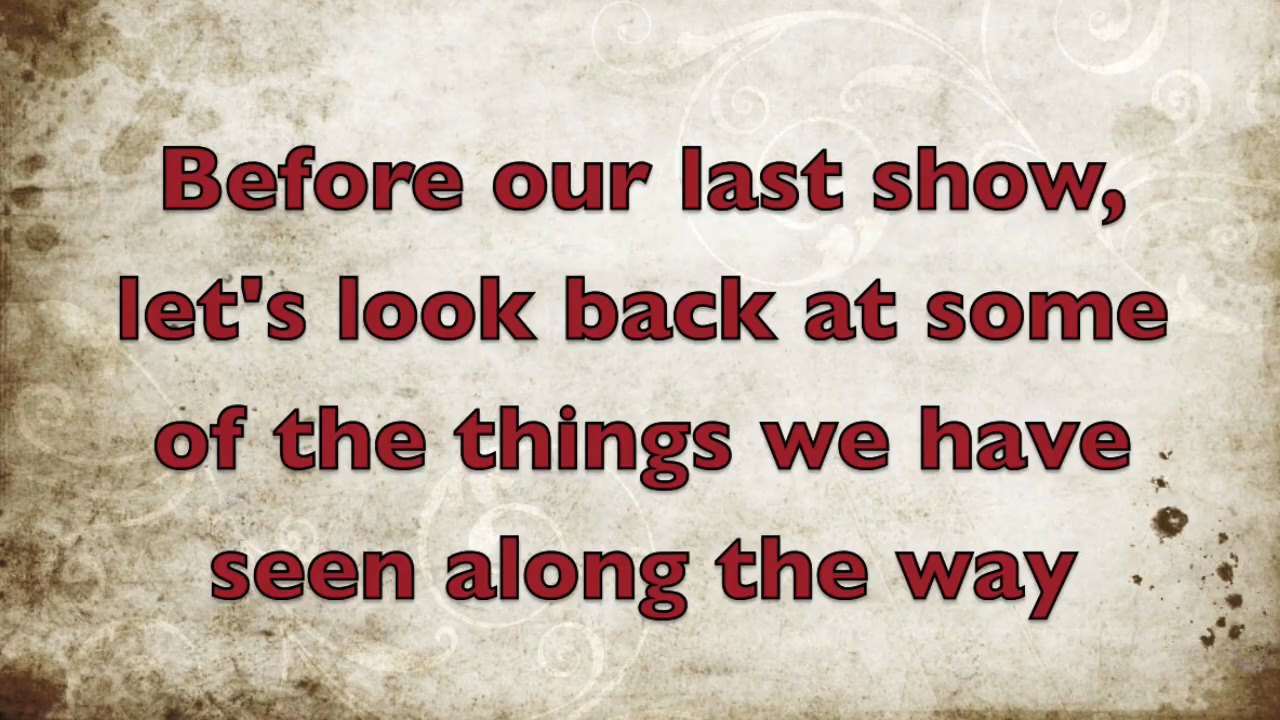 Before our last show,
let's look back at some
of the things we have
seen along the way